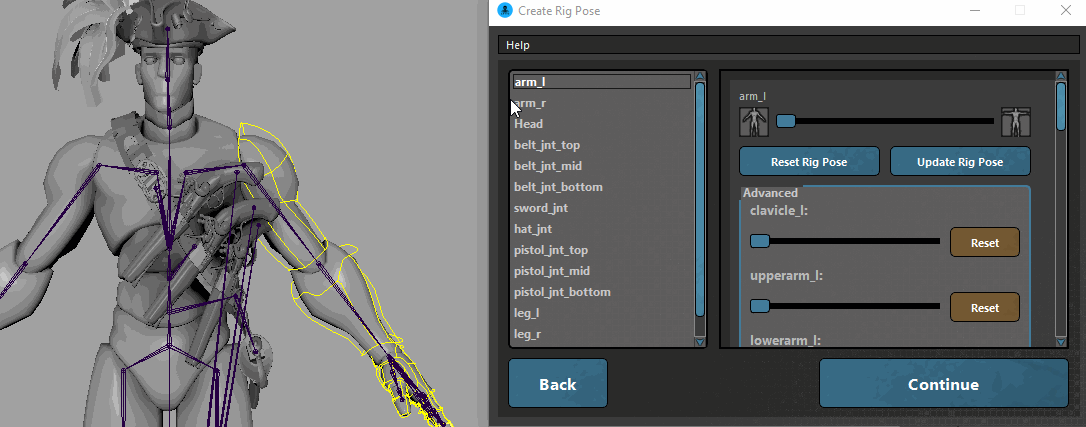 Create Rig Pose
Help
arm_l
arm_r
Head
belt_jnt_top
belt_jnt_mid
belt_jnt_bottom
sword_jnt
hat_jnt
pistol_jnt_top
pistol_jnt_mid
pistol_jnt_bottom
leg_l
leg_r
arm_l
Reset Rig Pose Update Rig Pose
Advanced
clavicle_l:
Reset
upperarm_l:
Reset
lowerarm_l:
Back Continue